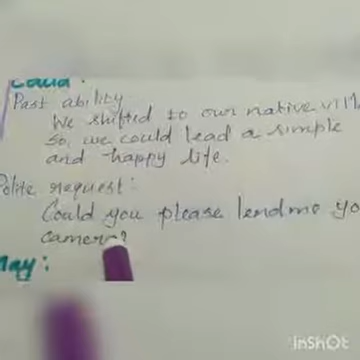 Could:
Past ability
We shifted to our native
so, we could lead a simple
and happy life.
Polite request:
Could you please lend me
camera?
May:
InShOt